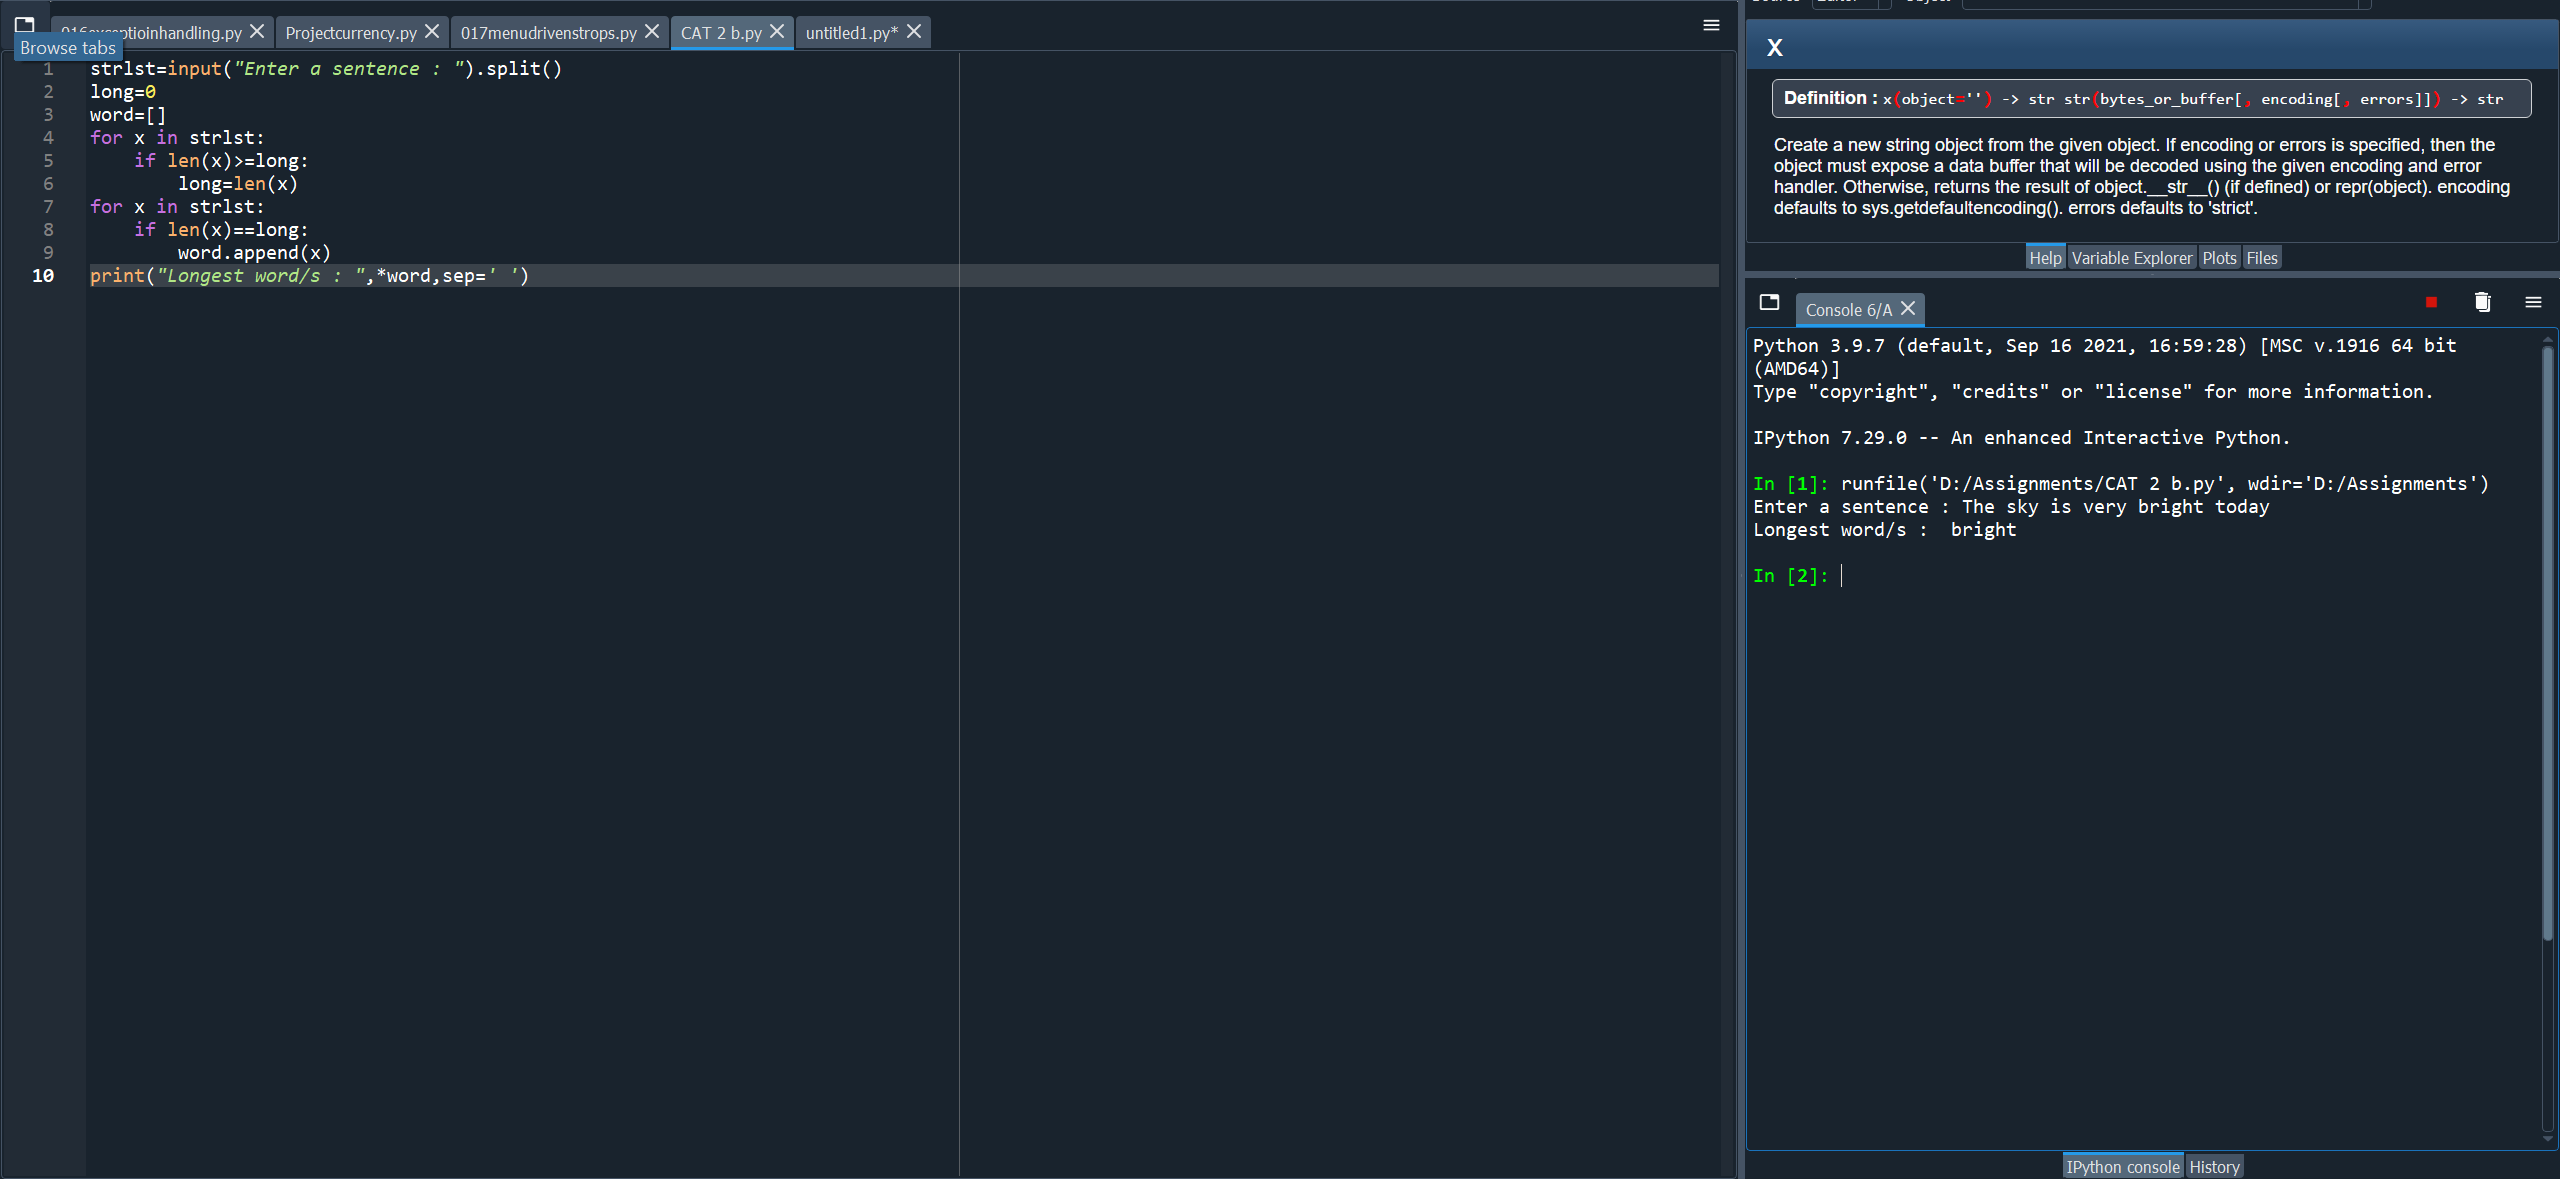 Browse tabs
Projectcurrency.py
017menudrivenstrops.py
CAT 2 b.py
untitled1.py*
1 strlst=input("Enter a sentence : ").split()
2 long=0
3 word=[]
4 for x in strlst:
5     if len(x)>=long:
6         long=len(x)
7 for x in strlst:
8     if len(x)==long:
9         word.append(x)
10 print("Longest word/s : ",*word,sep=' ')
X
Definition : x(object='') -> str str(bytes_or_buffer[, encoding[, errors]]) -> str
Create a new string object from the given object. If encoding or errors is specified, then the
object must expose a data buffer that will be decoded using the given encoding and error
handler. Otherwise, returns the result of object.__str__() (if defined) or repr(object). encoding
defaults to sys.getdefaultencoding(). errors defaults to 'strict'.
Help Variable Explorer Plots Files
Console 6/A
Python 3.9.7 (default, Sep 16 2021, 16:59:28) [MSC v.1916 64 bit
(AMD64)]
Type "copyright", "credits" or "license" for more information.
IPython 7.29.0 -- An enhanced Interactive Python.
In [1]: runfile('D:/Assignments/CAT 2 b.py', wdir='D:/Assignments')
Enter a sentence : The sky is very bright today
Longest word/s :  bright
In [2]:
IPython console History